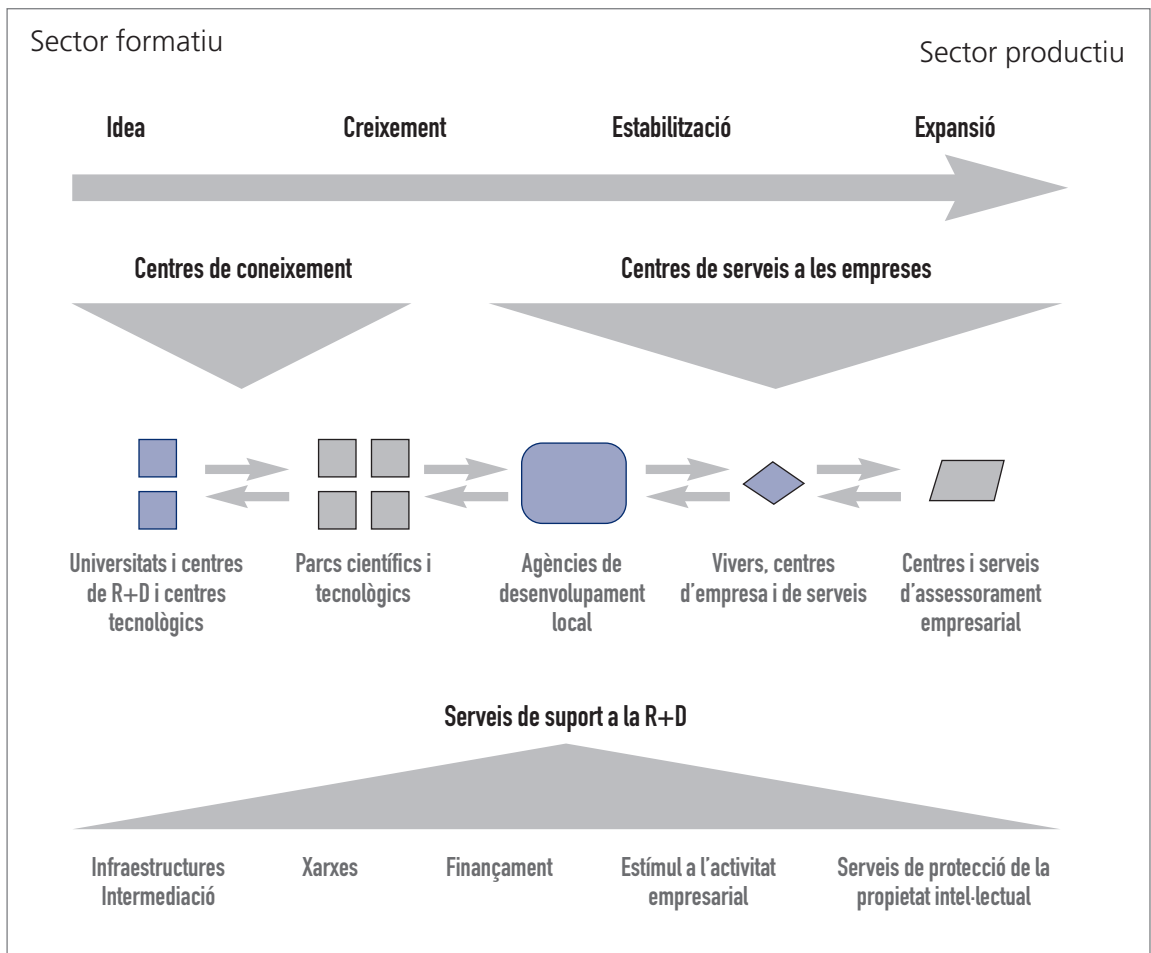 Sector formatiu
Sector productiu
Idea
Creixement
Estabilització
Expansió
Centres de coneixement
Centres de serveis a les empreses
Universitats i centres
de R+D i centres
tecnològics
Parcs científics i
tecnològics
Agències de
desenvolupament
local
Vivers, centres
d’empresa i de serveis
Centres i serveis
d’assessorament
empresarial
Serveis de suport a la R+D
Infraestructures
Intermediació
Xarxes
Finançament
Estímul a l’activitat
empresarial
Serveis de protecció de la
propietat intel·lectual